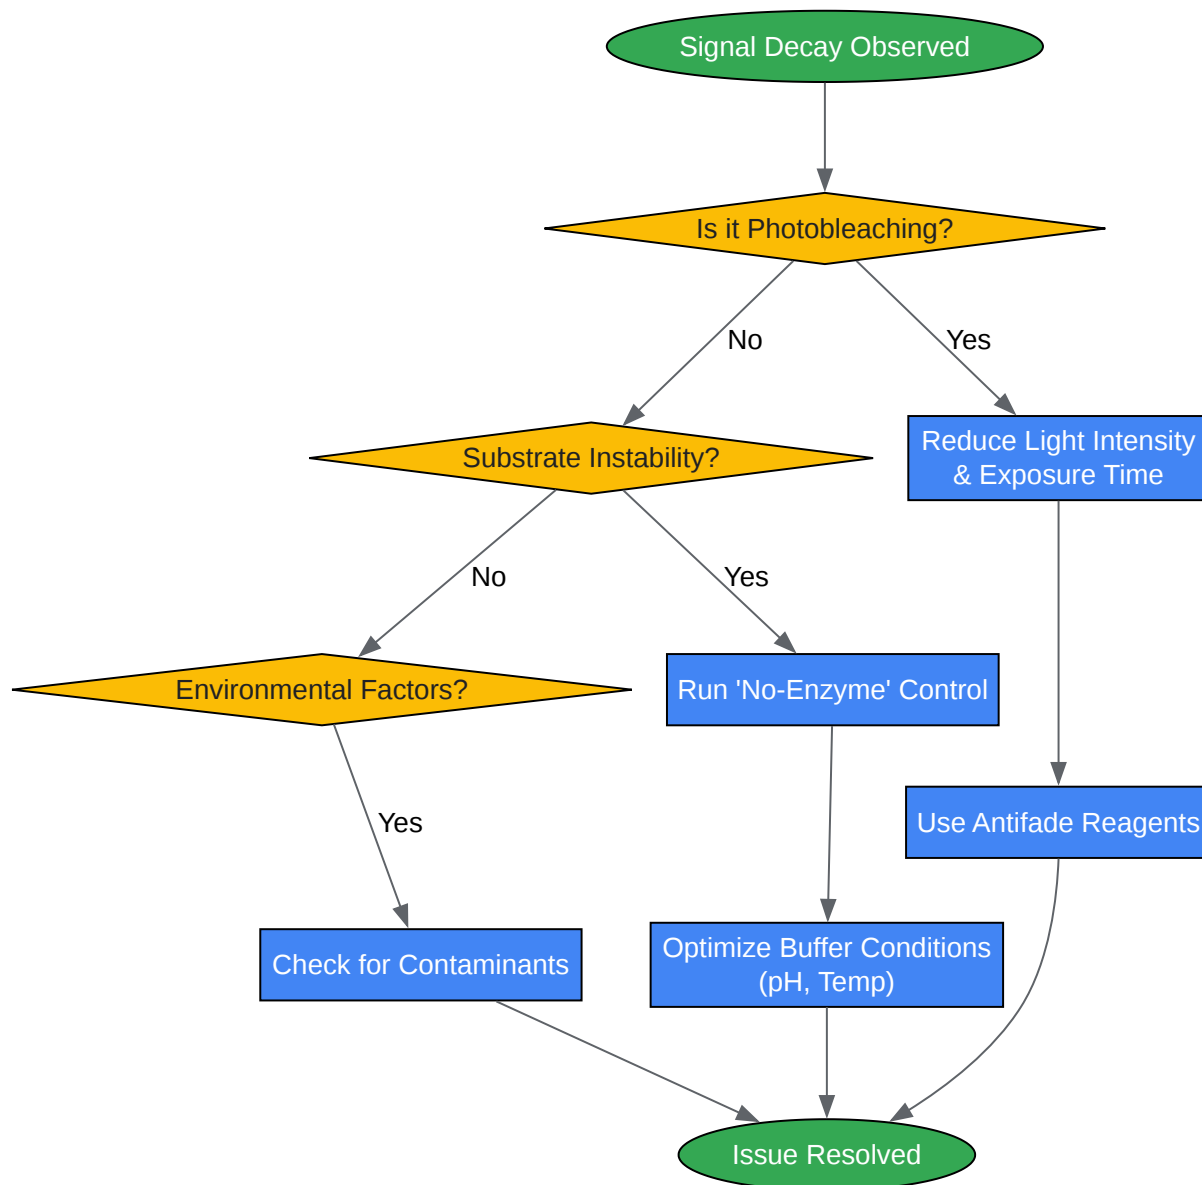 Signal Decay Observed
Is it Photobleaching?
No
Yes
Reduce Light Intensity
& Exposure Time
Substrate Instability?
No
Yes
Environmental Factors?
Run 'No-Enzyme' Control
Yes
Use Antifade Reagents
Check for Contaminants
Optimize Buffer Conditions
(pH, Temp)
Issue Resolved